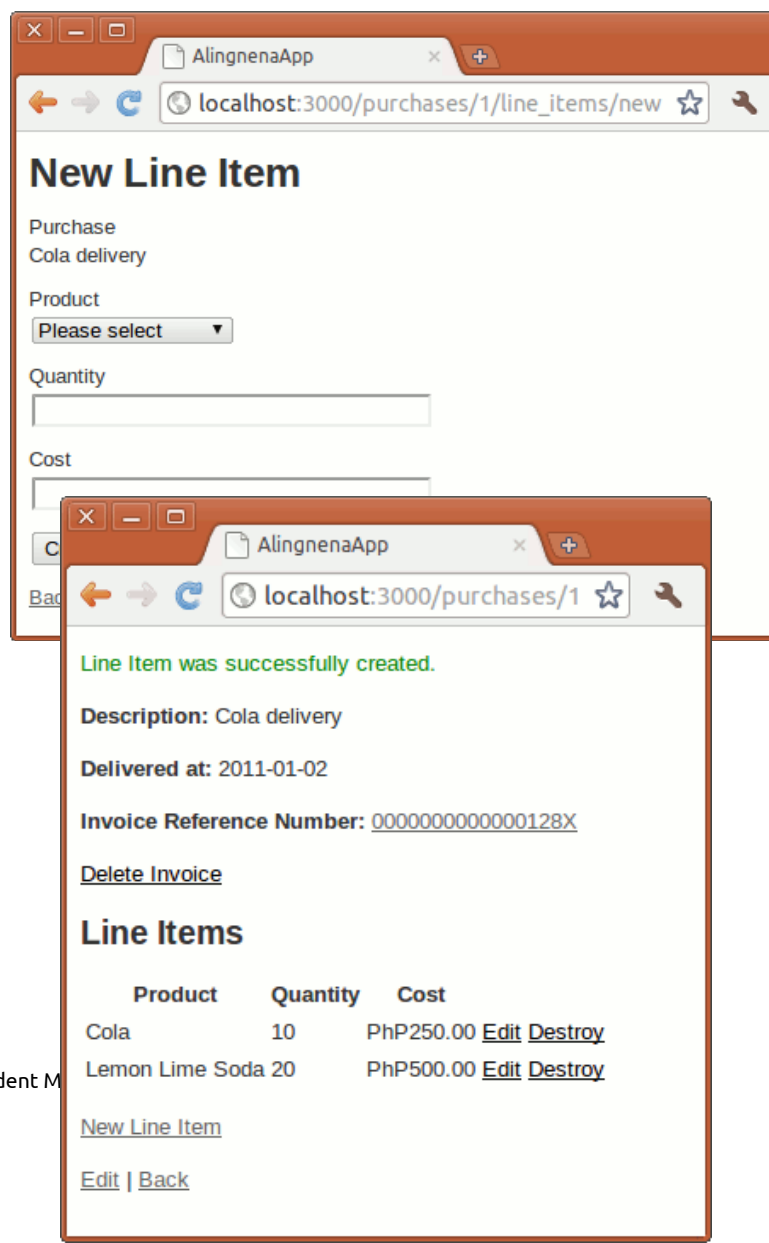 AlingnenaApp
localhost:3000/purchases/1/line_items/new
New Line Item
Purchase
Cola delivery
Product
Please select
Quantity
Cost
AlingnenaApp
localhost:3000/purchases/1
Line Item was successfully created.
Description: Cola delivery
Delivered at: 2011-01-02
Invoice Reference Number: 0000000000000128X
Delete Invoice
Line Items
Product Quantity Cost
Cola 10 PhP250.00 Edit Destroy
Lemon Lime Soda 20 PhP500.00 Edit Destroy
New Line Item
Edit | Back